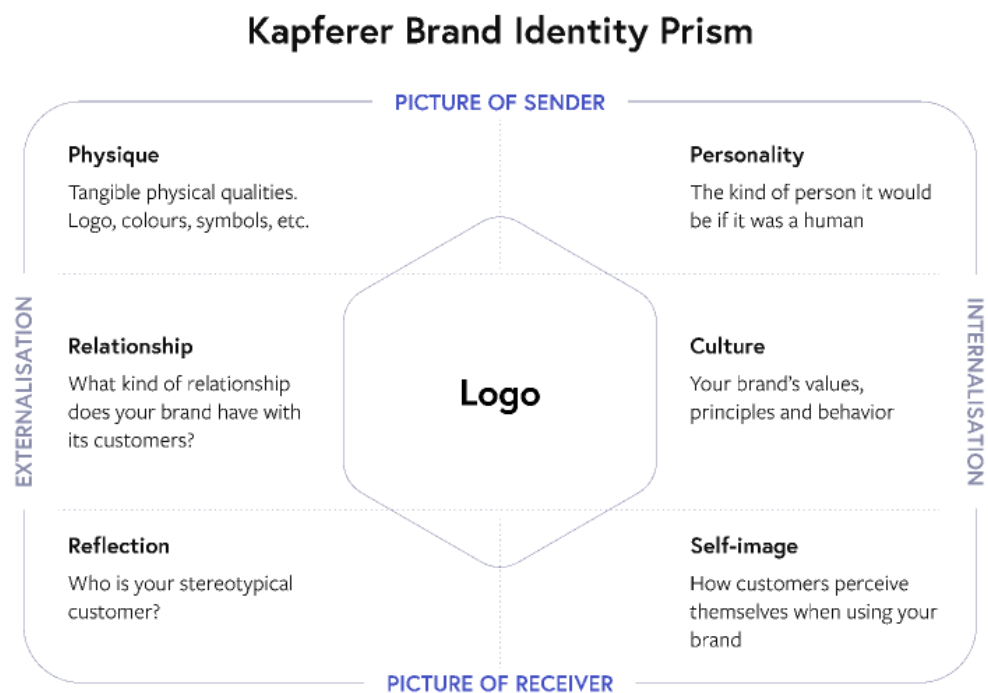 Kapferer Brand Identity Prism
PICTURE OF SENDER
Physique
Tangible physical qualities.
Logo, colours, symbols, etc.
Personality
The kind of person it would
be if it was a human
EXTERNALISATION
Relationship
What kind of relationship
does your brand have with
its customers?
Logo
Culture
Your brand's values,
principles and behavior
INTERNALISATION
Reflection
Who is your stereotypical
customer?
Self-image
How customers perceive
themselves when using your
brand
PICTURE OF RECEIVER